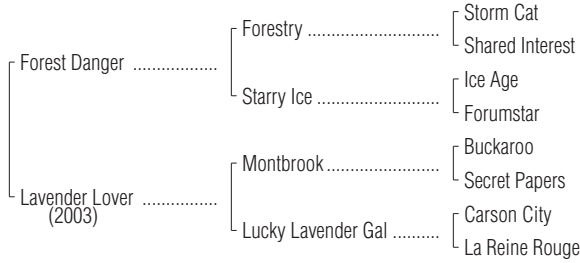 Storm Cat
Forestry ..........................
Shared Interest
Forest Danger .................
Ice Age
Starry Ice ........................
Forumstar
Buckaroo
Montbrook ......................
Secret Papers
Lavender Lover ...............
(2003)
Carson City
Lucky Lavender Gal ..........
La Reine Rouge